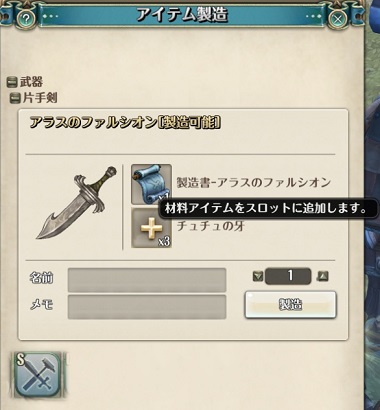 アイテム製造
武器
片手剣
アラスのファルシオン[製造可能]
製造書-アラスのファルシオン
材料アイテムをスロットに追加します。
チュチュの牙
x3
名前
1
メモ
製造
S